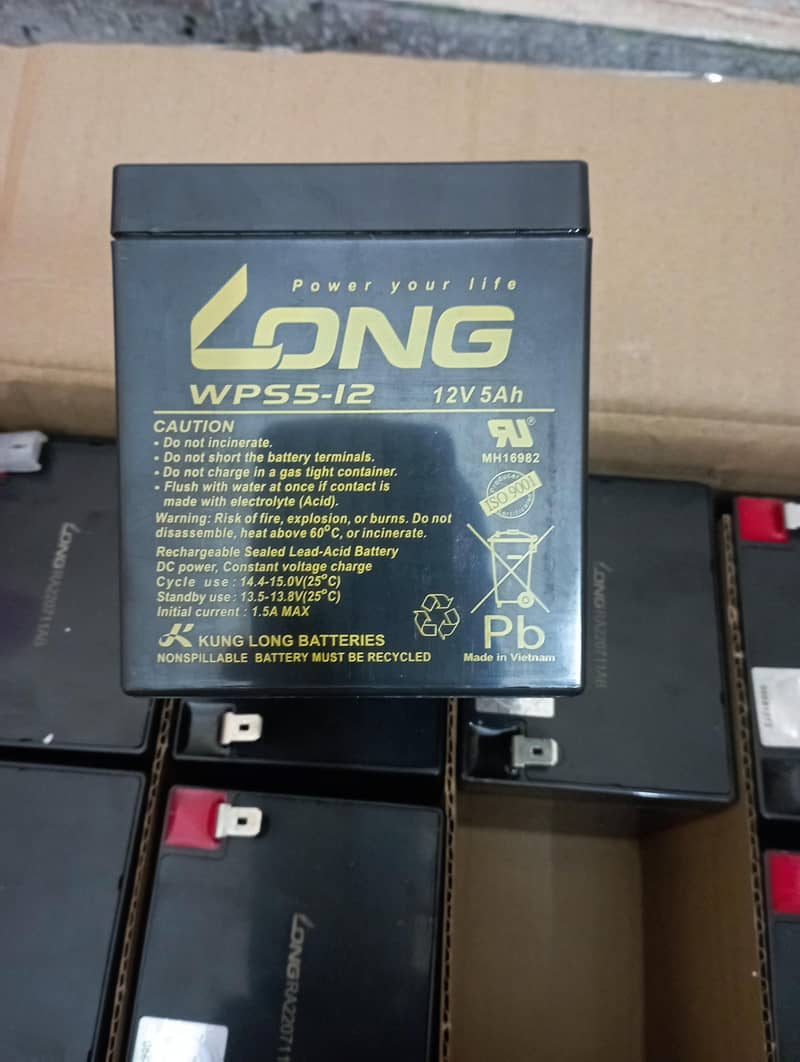 Power your life
LONG
WPS5-12 12V 5Ah
CAUTION
• Do not incinerate.
• Do not short the battery terminals.
• Do not charge in a gas tight container.
• Flush with water at once if contact is
made with electrolyte (Acid).
Warning: Risk of fire, explosion, or burns. Do not
disassemble, heat above 60°C, or incinerate.
Rechargeable Sealed Lead-Acid Battery
DC power, Constant voltage charge
Cycle use : 14.4-15.0V(25°C)
Standby use : 13.5-13.8V(25°C)
Initial current : 1.5A MAX
KUNG LONG BATTERIES
NONSPILLABLE BATTERY MUST BE RECYCLED
RU®
MH16982
ISO 9001
Pb
Made in Vietnam
LONG
LONG
LONG